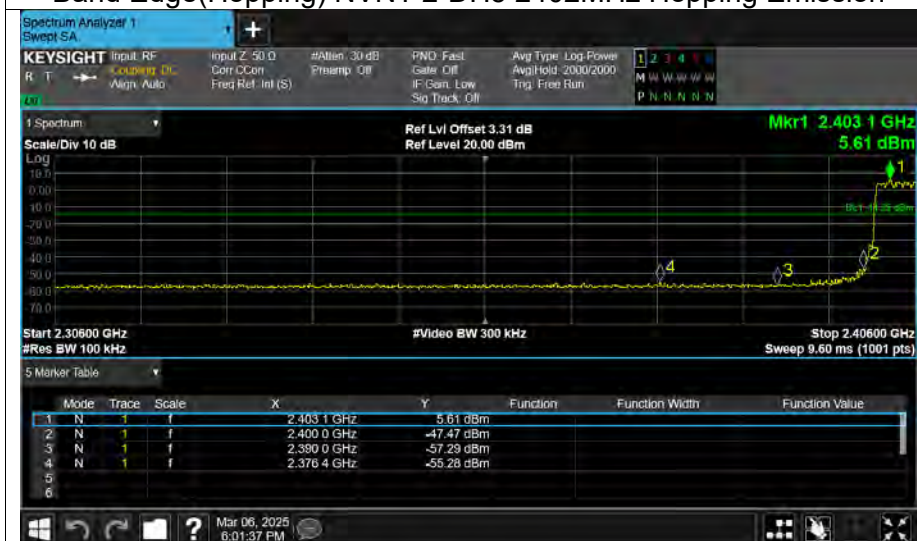 Band Edge(Hopping) NVNT 2-DH5 2402MHz Hopping Emission
Spectrum Analyzer 1
Swept SA
KEYSIGHT Input: RF Input Z: 50 Ω #Atten: 30 dB PNO: Fast Avg Type: Log-Power 1 2 3 4 5 6
R T Coupling: DC Corr CCorr Preamp: Off Gate: Off Avg|Hold: 2000/2000 M W W W W W
Align: Auto Freq Ref: Int (S) IF Gain: Low Trig: Free Run
Sig Track: Off P N N N N N
1 Spectrum
Ref Lvl Offset 3.31 dB Mkr1 2.403 1 GHz
Scale/Div 10 dB Ref Level 20.00 dBm 5.61 dBm
Log
10.0
0.00
-10.0
-20.0
-30.0
-40.0
-50.0
-60.0
-70.0
1
2
3
4
Start 2.30600 GHz #Video BW 300 kHz Stop 2.40600 GHz
#Res BW 100 kHz Sweep 9.60 ms (1001 pts)
5 Marker Table
Mode Trace Scale X Y Function Function Width Function Value
1 N 1 f 2.403 1 GHz 5.61 dBm
2 N 1 f 2.400 0 GHz -47.47 dBm
3 N 1 f 2.390 0 GHz -57.29 dBm
4 N 1 f 2.376 4 GHz -55.28 dBm
5
6
? Mar 06, 2025
6:01:37 PM